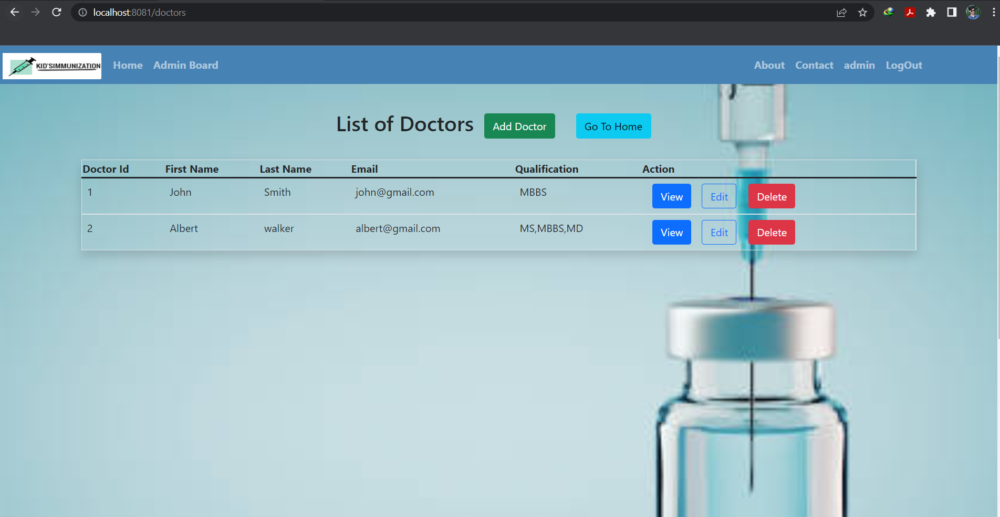 localhost:8081/doctors
KID'SIMMUNIZATION Home Admin Board About Contact admin LogOut
List of Doctors Add Doctor Go To Home
Doctor Id First Name Last Name Email Qualification Action
1 John Smith john@gmail.com MBBS View Edit Delete
2 Albert walker albert@gmail.com MS,MBBS,MD View Edit Delete